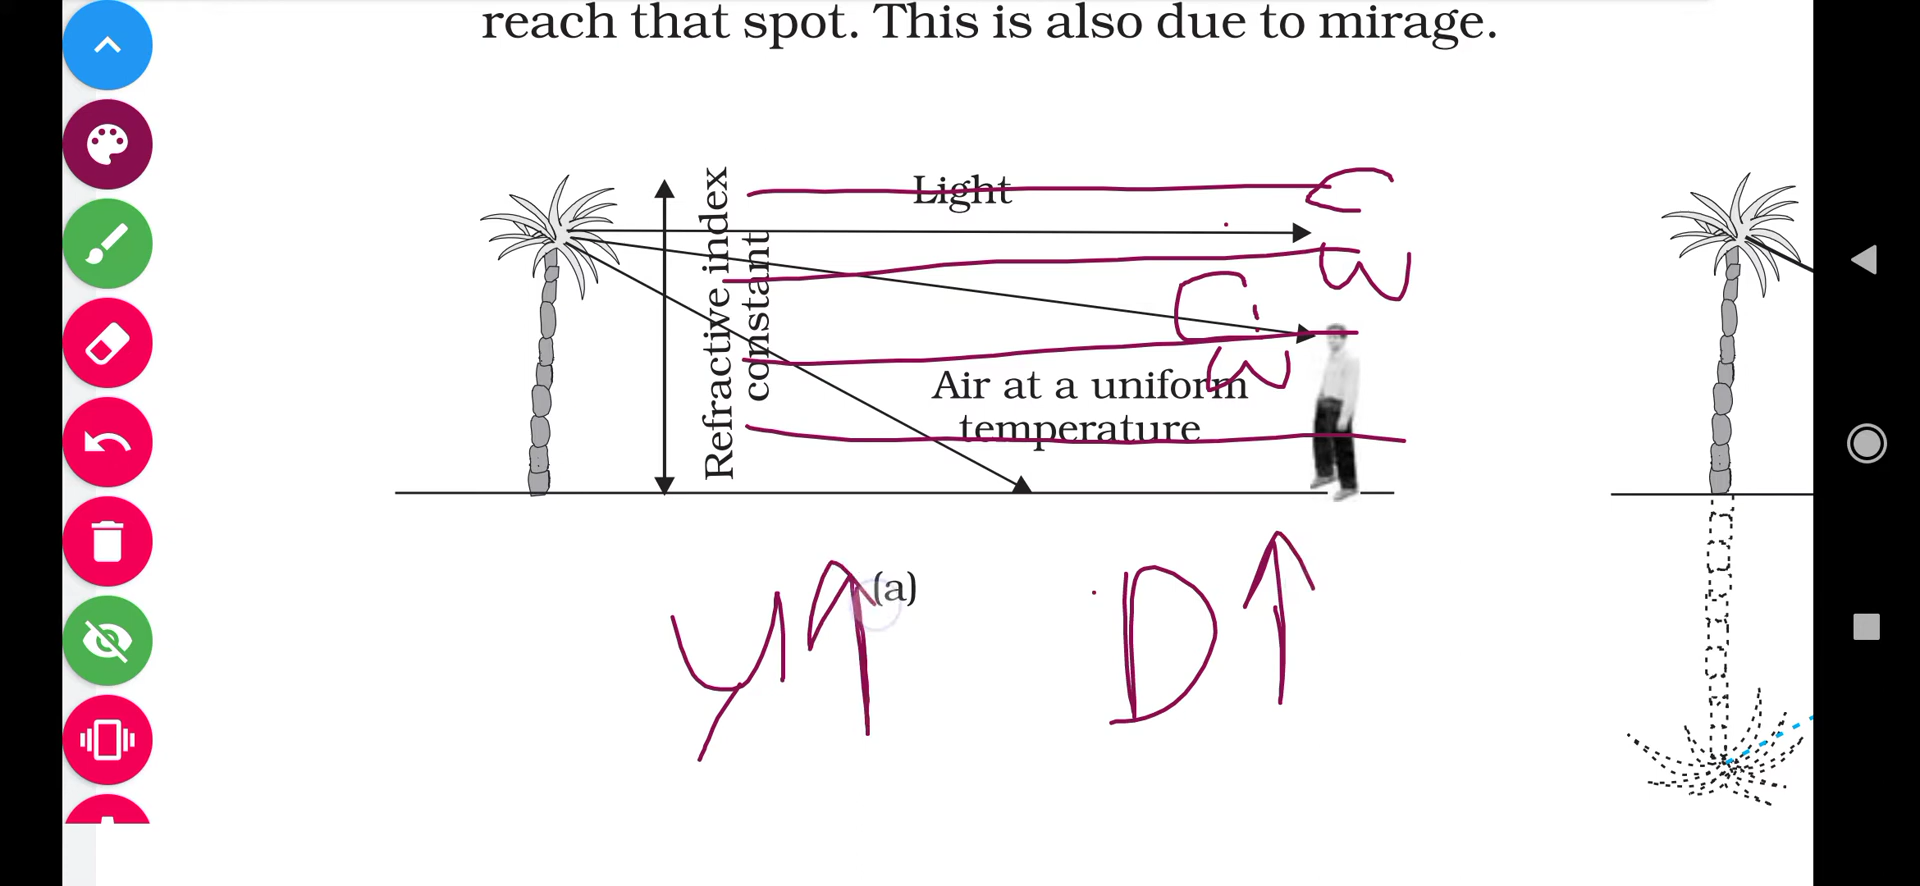 reach that spot. This is also due to mirage.
Light
Refractive index
constant
Air at a uniform
temperature
(a)
y↑
D↑